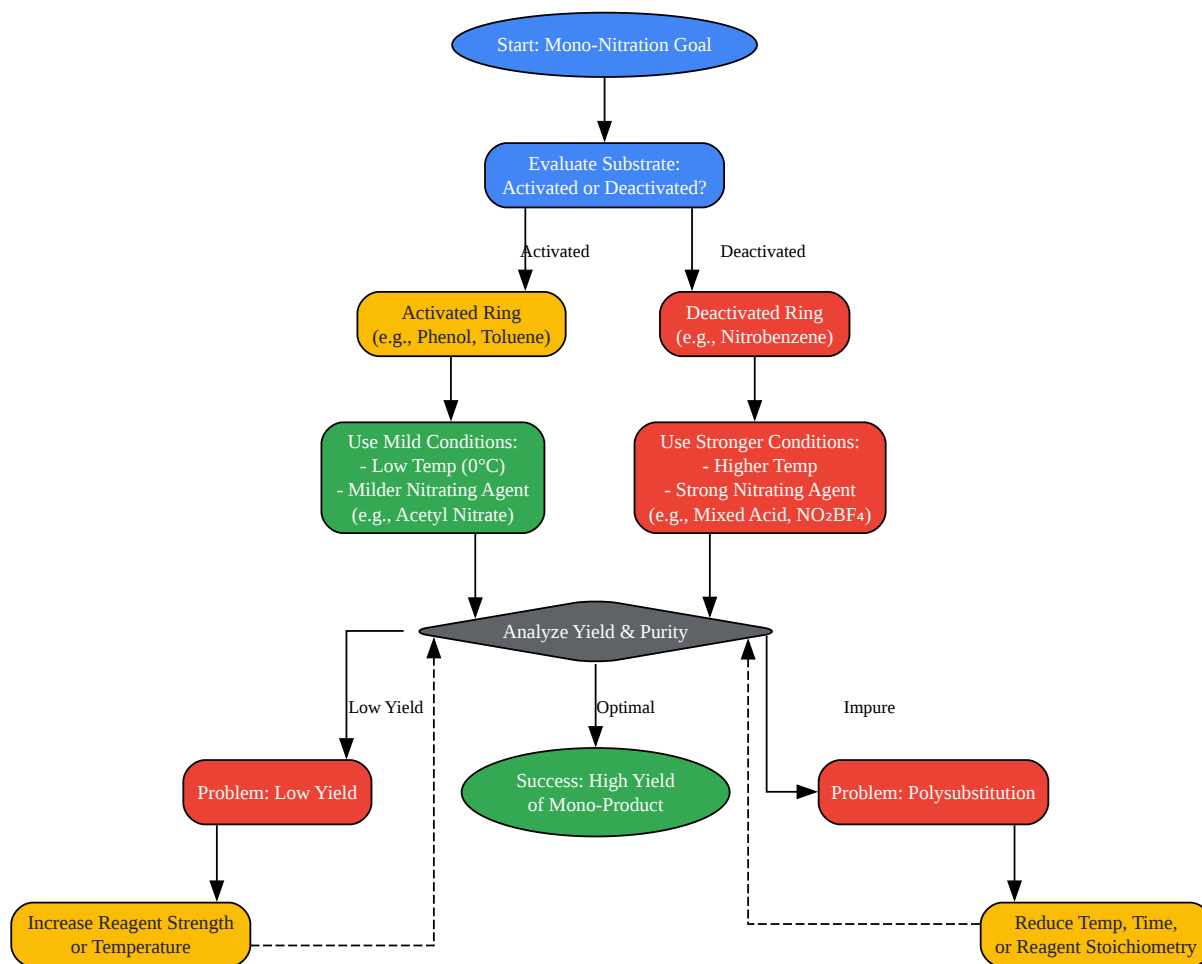 Start: Mono-Nitration Goal
Evaluate Substrate:
Activated or Deactivated?
Activated
Deactivated
Activated Ring
(e.g., Phenol, Toluene)
Deactivated Ring
(e.g., Nitrobenzene)
Use Mild Conditions:
- Low Temp (0°C)
- Milder Nitrating Agent
(e.g., Acetyl Nitrate)
Use Stronger Conditions:
- Higher Temp
- Strong Nitrating Agent
(e.g., Mixed Acid, NO₂BF₄)
Analyze Yield & Purity
Low Yield
Optimal
Impure
Problem: Low Yield
Success: High Yield
of Mono-Product
Problem: Polysubstitution
Increase Reagent Strength
or Temperature
Reduce Temp, Time,
or Reagent Stoichiometry